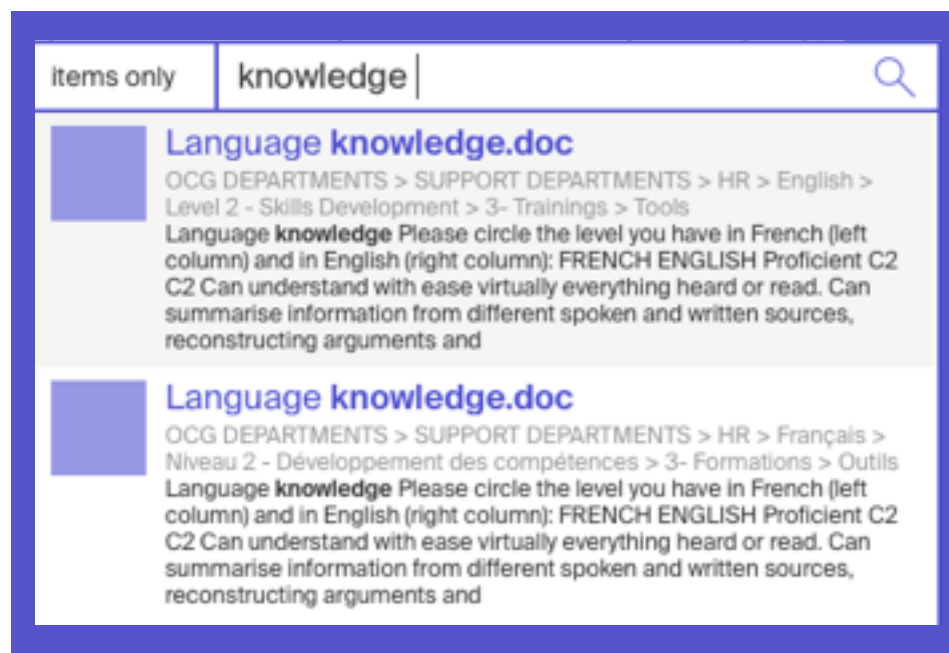 items only
knowledge
Language knowledge.doc
OCG DEPARTMENTS > SUPPORT DEPARTMENTS > HR > English >
Level 2 - Skills Development > 3- Trainings > Tools
Language knowledge Please circle the level you have in French (left
column) and in English (right column): FRENCH ENGLISH Proficient C2
C2 Can understand with ease virtually everything heard or read. Can
summarise information from different spoken and written sources,
reconstructing arguments and
Language knowledge.doc
OCG DEPARTMENTS > SUPPORT DEPARTMENTS > HR > Français >
Niveau 2 - Développement des compétences > 3- Formations > Outils
Language knowledge Please circle the level you have in French (left
column) and in English (right column): FRENCH ENGLISH Proficient C2
C2 Can understand with ease virtually everything heard or read. Can
summarise information from different spoken and written sources,
reconstructing arguments and